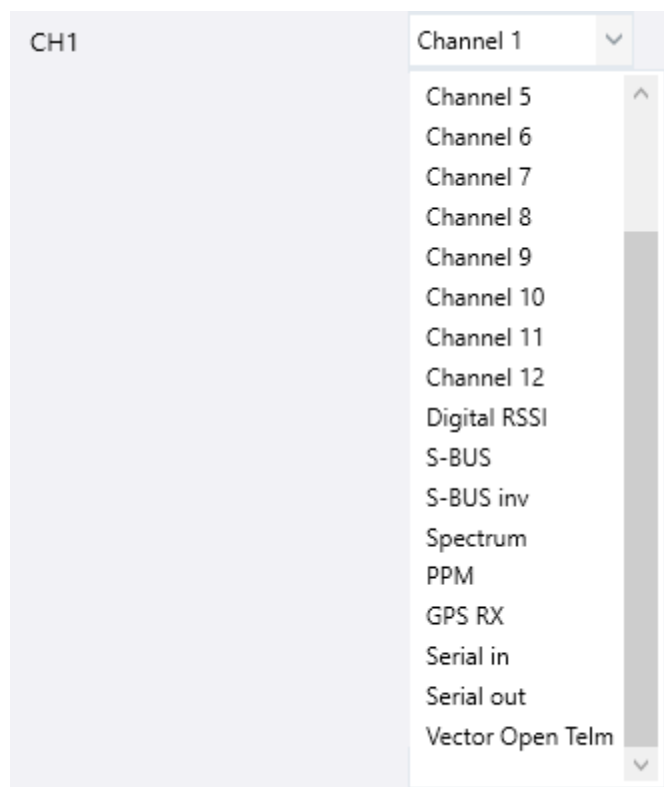 CH1
Channel 1
Channel 5
Channel 6
Channel 7
Channel 8
Channel 9
Channel 10
Channel 11
Channel 12
Digital RSSI
S-BUS
S-BUS inv
Spectrum
PPM
GPS RX
Serial in
Serial out
Vector Open Telm